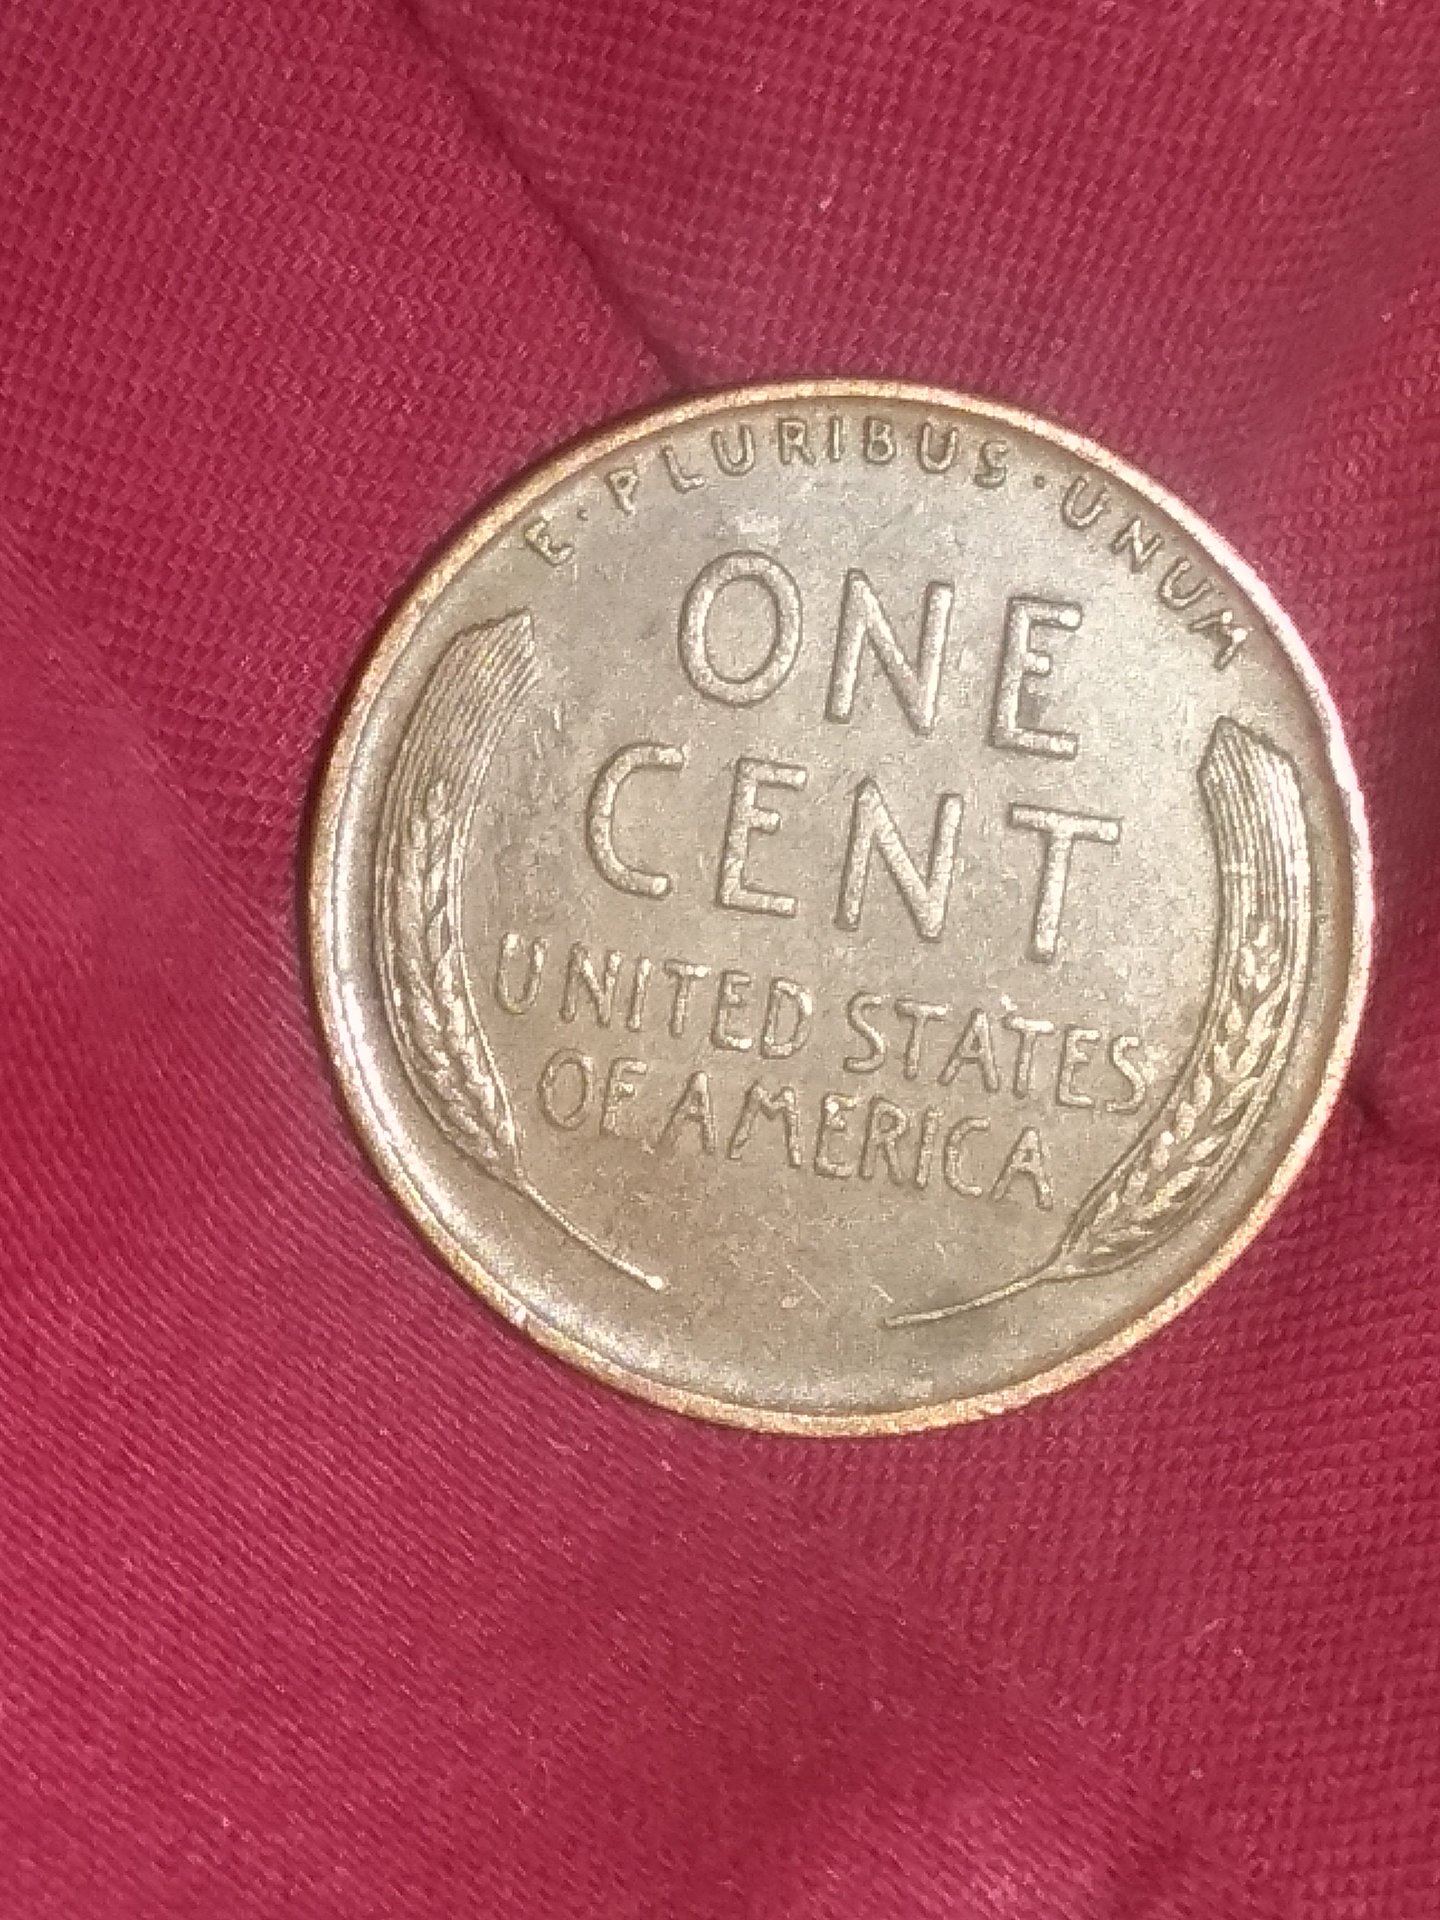 E · PLURIBUS · UNUM
ONE
CENT
UNITED STATES
OF AMERICA